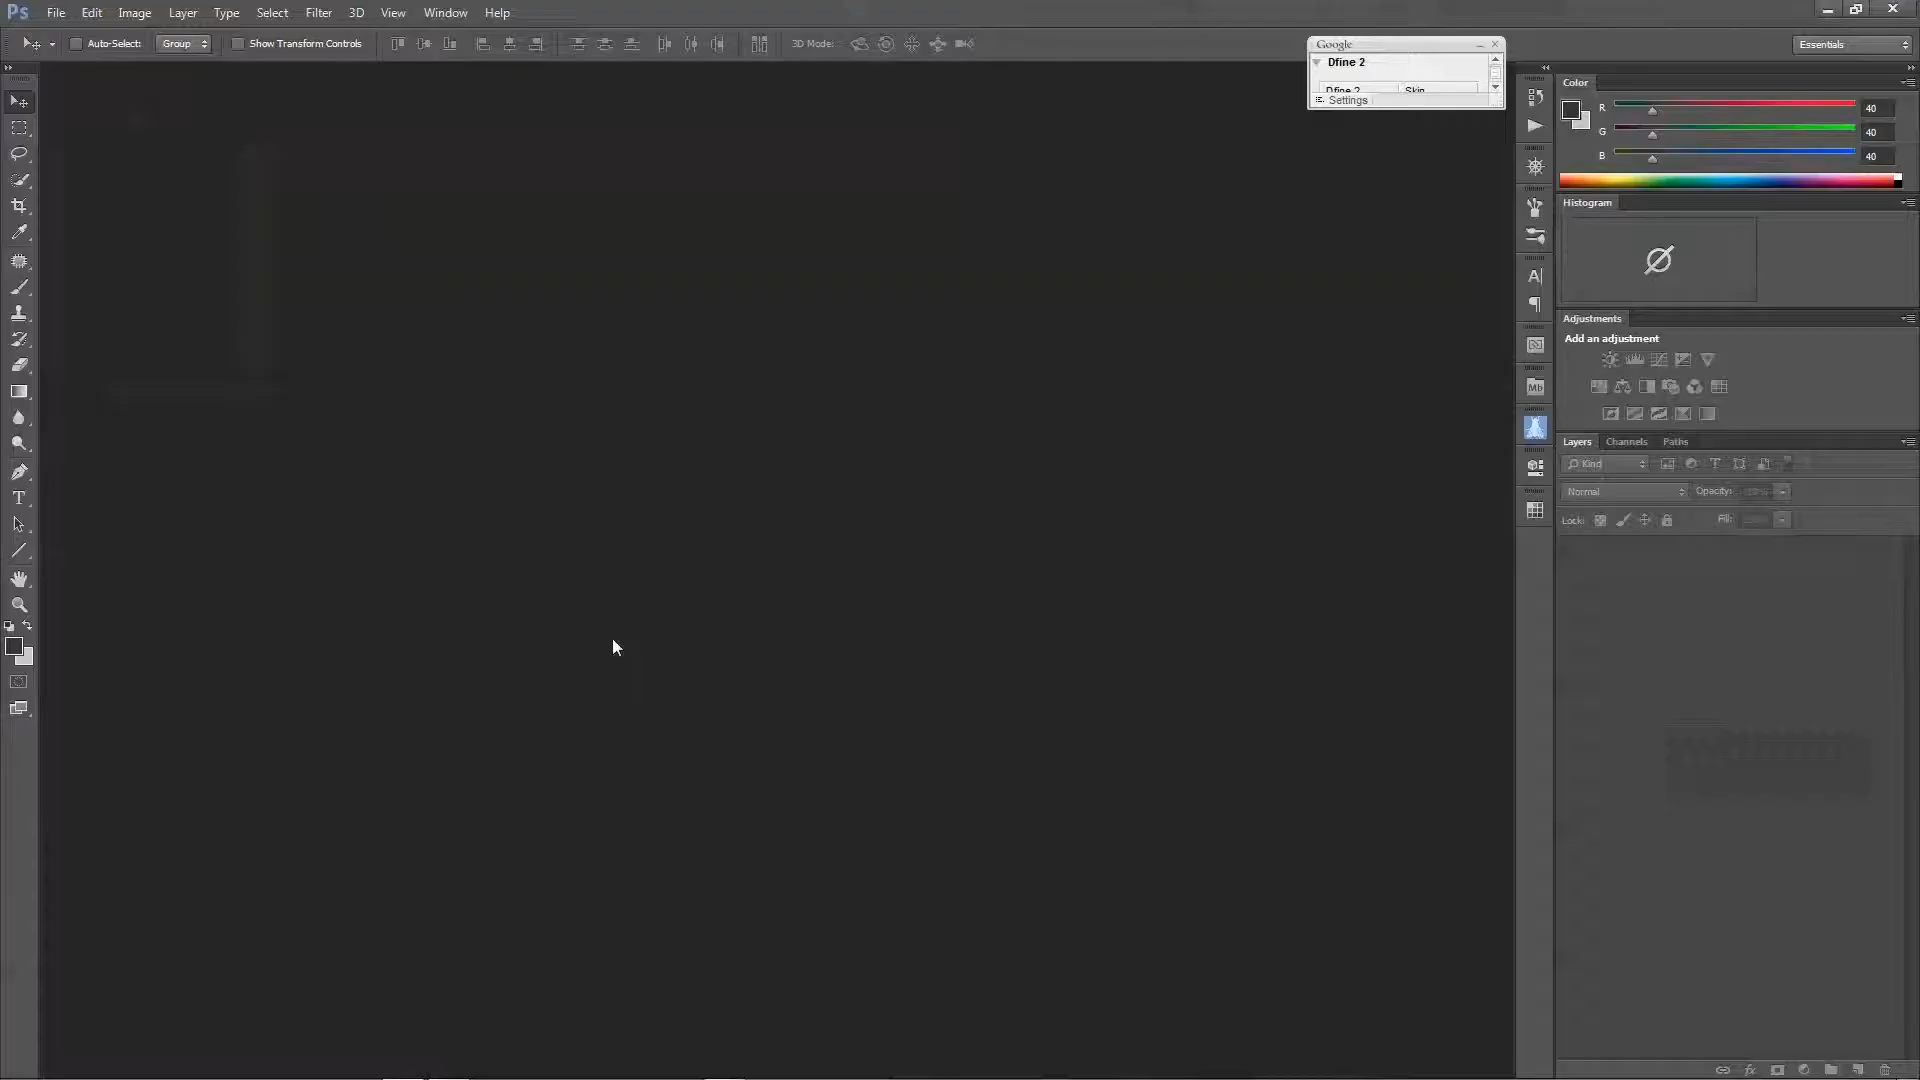 Ps File Edit Image Layer Type Select Filter 3D View Window Help
Auto-Select: Group Show Transform Controls 3D Mode: Essentials
Google
Dfine 2
Dfine 2 Skin
Settings
Color
R 40
G 40
B 40
Histogram
Adjustments
Add an adjustment
Mb
Layers Channels Paths
Kind
Normal Opacity:
Lock: Fill: